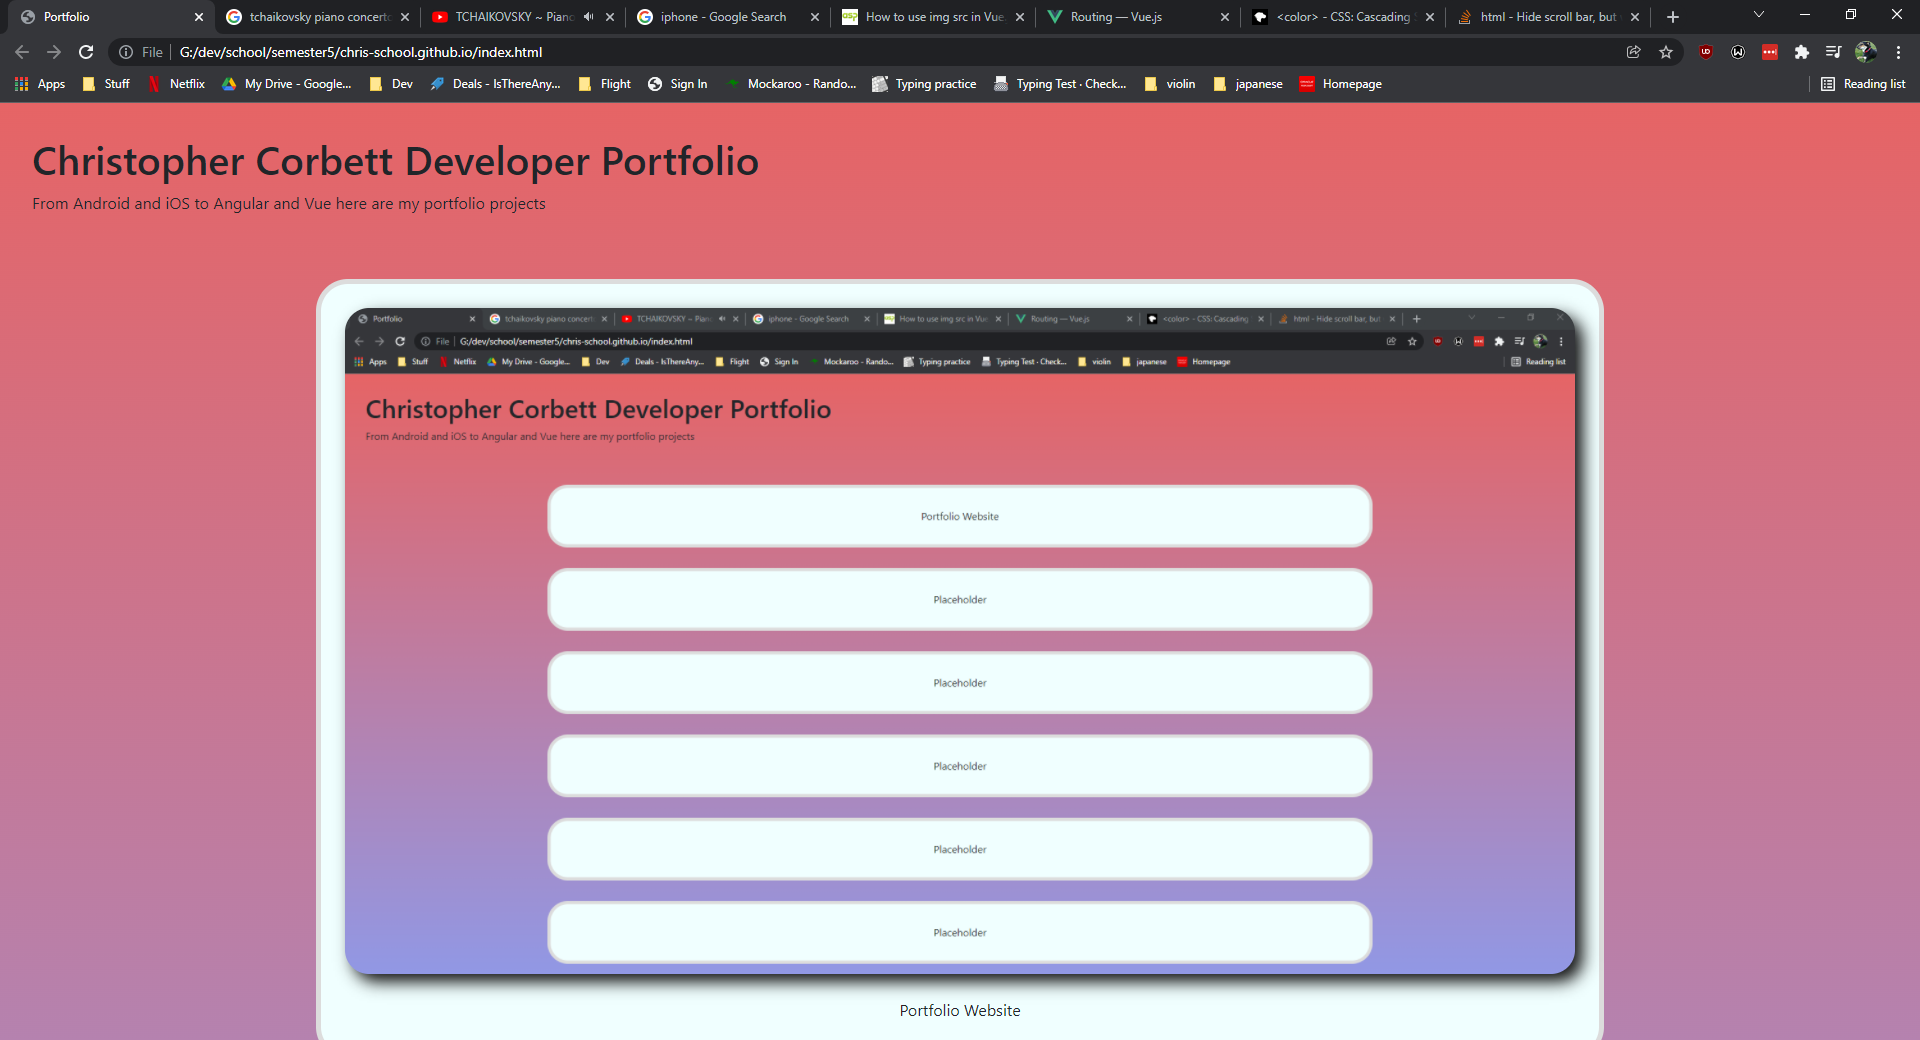 Portfolio
tchaikovsky piano concerto
TCHAIKOVSKY ~ Piano
iphone - Google Search
How to use img src in Vue.
Routing — Vue.js
<color> - CSS: Cascading
html - Hide scroll bar, but
File G:/dev/school/semester5/chris-school.github.io/index.html
Apps Stuff Netflix My Drive - Google... Dev Deals - IsThereAny... Flight Sign In Mockaroo - Rando... Typing practice Typing Test · Check... violin japanese Homepage Reading list
Christopher Corbett Developer Portfolio
From Android and iOS to Angular and Vue here are my portfolio projects
Portfolio
tchaikovsky piano concert
TCHAIKOVSKY ~ Piano
iphone - Google Search
How to use img src in Vue
Routing — Vue.js
<color> - CSS: Cascading
html - Hide scroll bar, but
File G:/dev/school/semester5/chris-school.github.io/index.html
Apps Stuff Netflix My Drive - Google... Dev Deals - IsThereAny... Flight Sign In Mockaroo - Rando... Typing practice Typing Test · Check... violin japanese Homepage Reading list
Christopher Corbett Developer Portfolio
From Android and iOS to Angular and Vue here are my portfolio projects
Portfolio Website
Placeholder
Placeholder
Placeholder
Placeholder
Placeholder
Portfolio Website